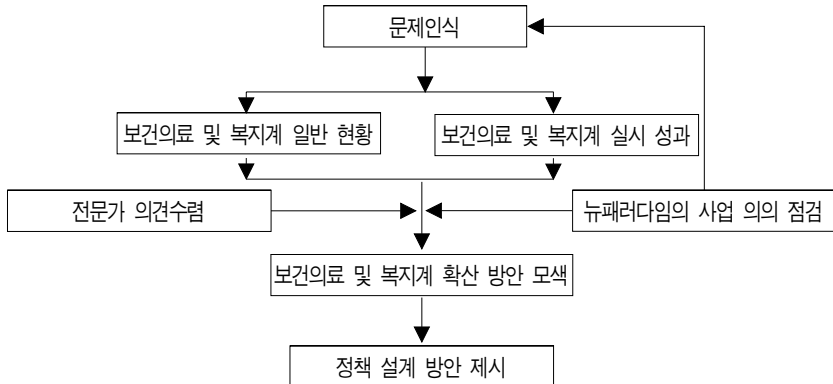 문제인식
보건의료 및 복지계 일반 현황
보건의료 및 복지계 실시 성과
전문가 의견수렴
뉴패러다임의 사업 의의 점검
보건의료 및 복지계 확산 방안 모색
정책 설계 방안 제시